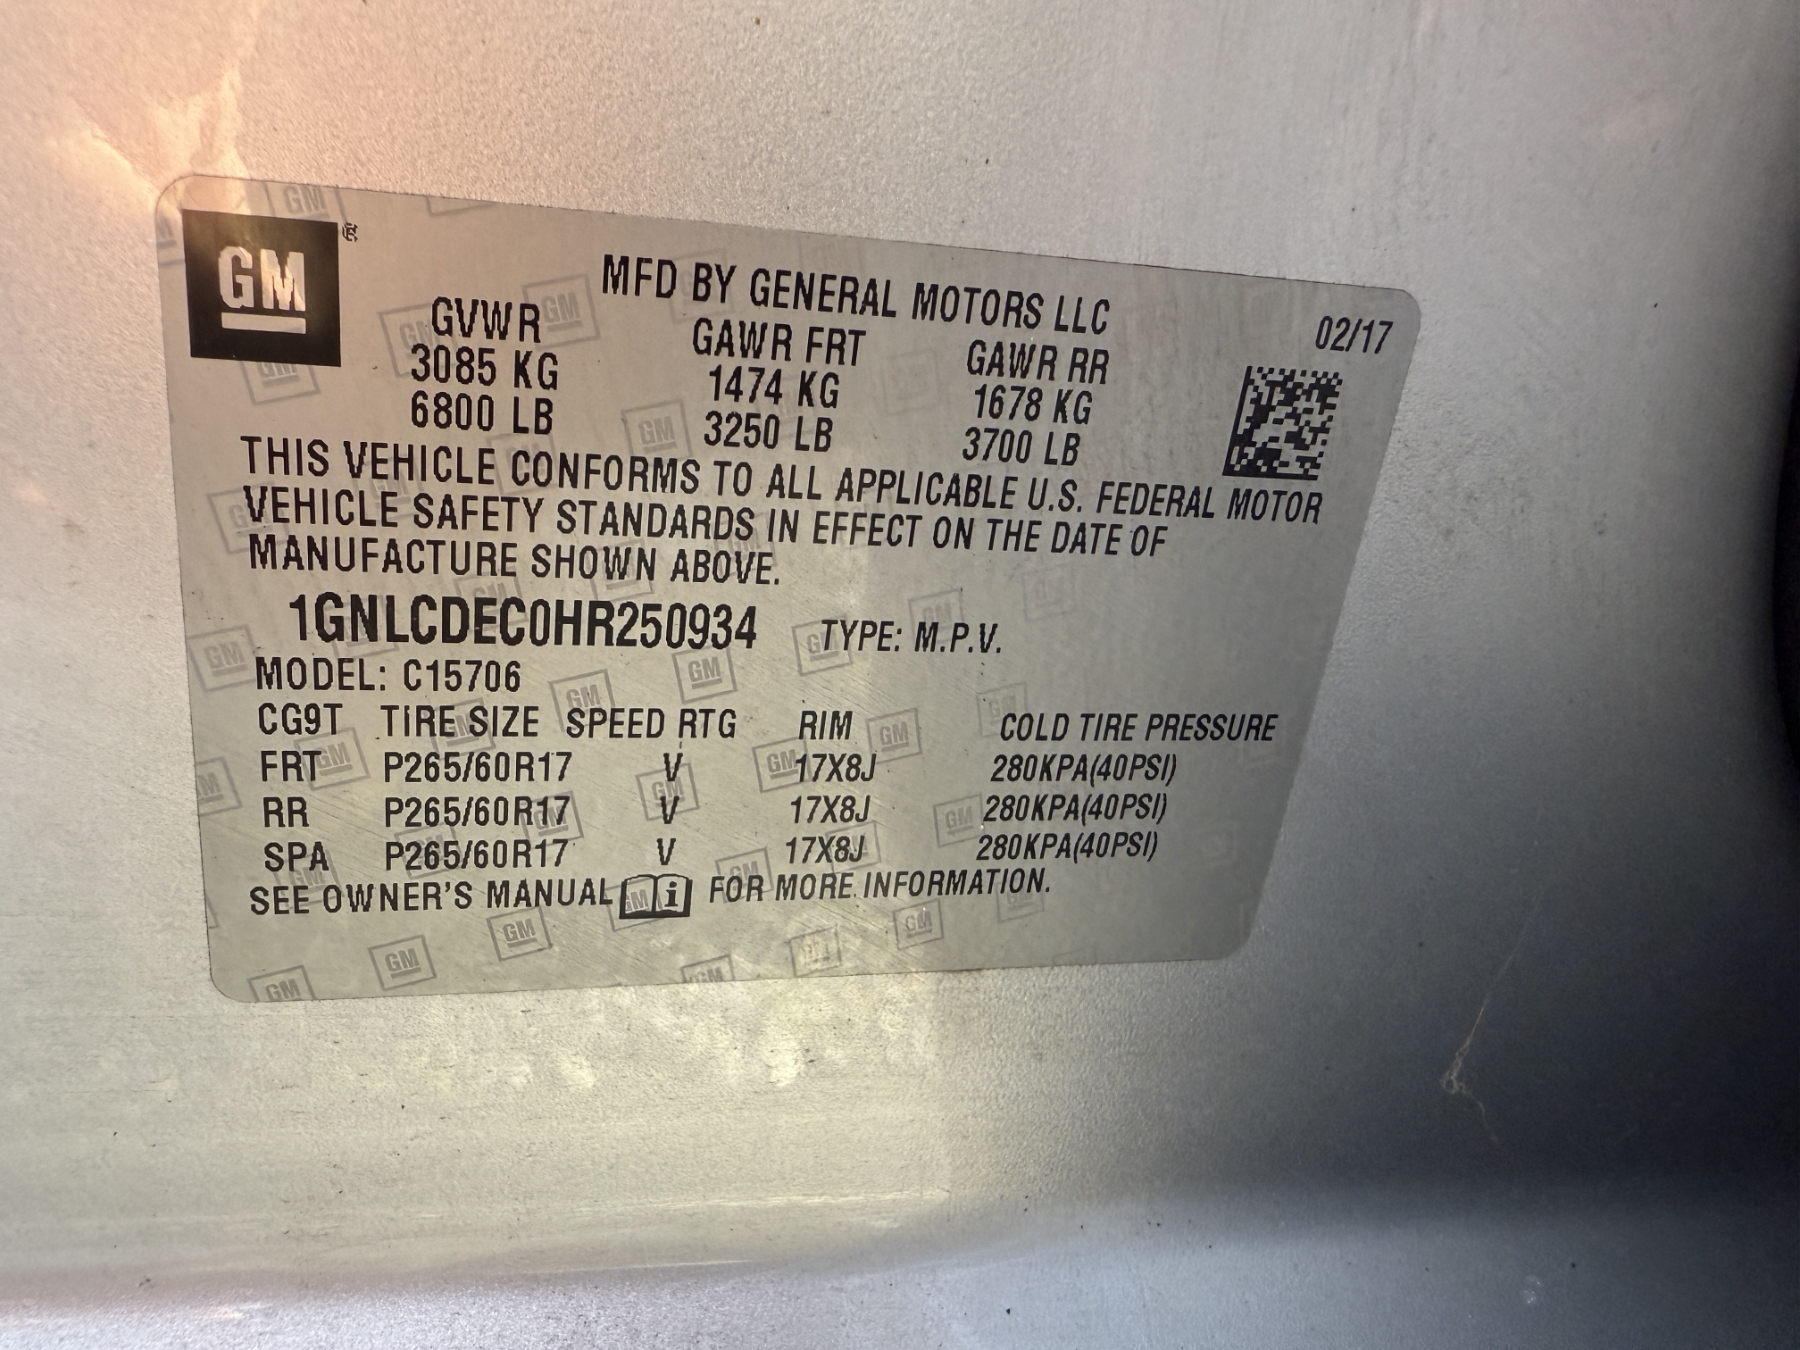 GM ®
MFD BY GENERAL MOTORS LLC
02/17
GVWR GAWR FRT GAWR RR
3085 KG 1474 KG 1678 KG
6800 LB 3250 LB 3700 LB
THIS VEHICLE CONFORMS TO ALL APPLICABLE U.S. FEDERAL MOTOR
VEHICLE SAFETY STANDARDS IN EFFECT ON THE DATE OF
MANUFACTURE SHOWN ABOVE.
1GNLCDEC0HR250934 TYPE: M.P.V.
MODEL: C15706
CG9T TIRE SIZE SPEED RTG RIM COLD TIRE PRESSURE
FRT P265/60R17 V 17X8J 280KPA(40PSI)
RR P265/60R17 V 17X8J 280KPA(40PSI)
SPA P265/60R17 V 17X8J 280KPA(40PSI)
SEE OWNER'S MANUAL i FOR MORE INFORMATION.